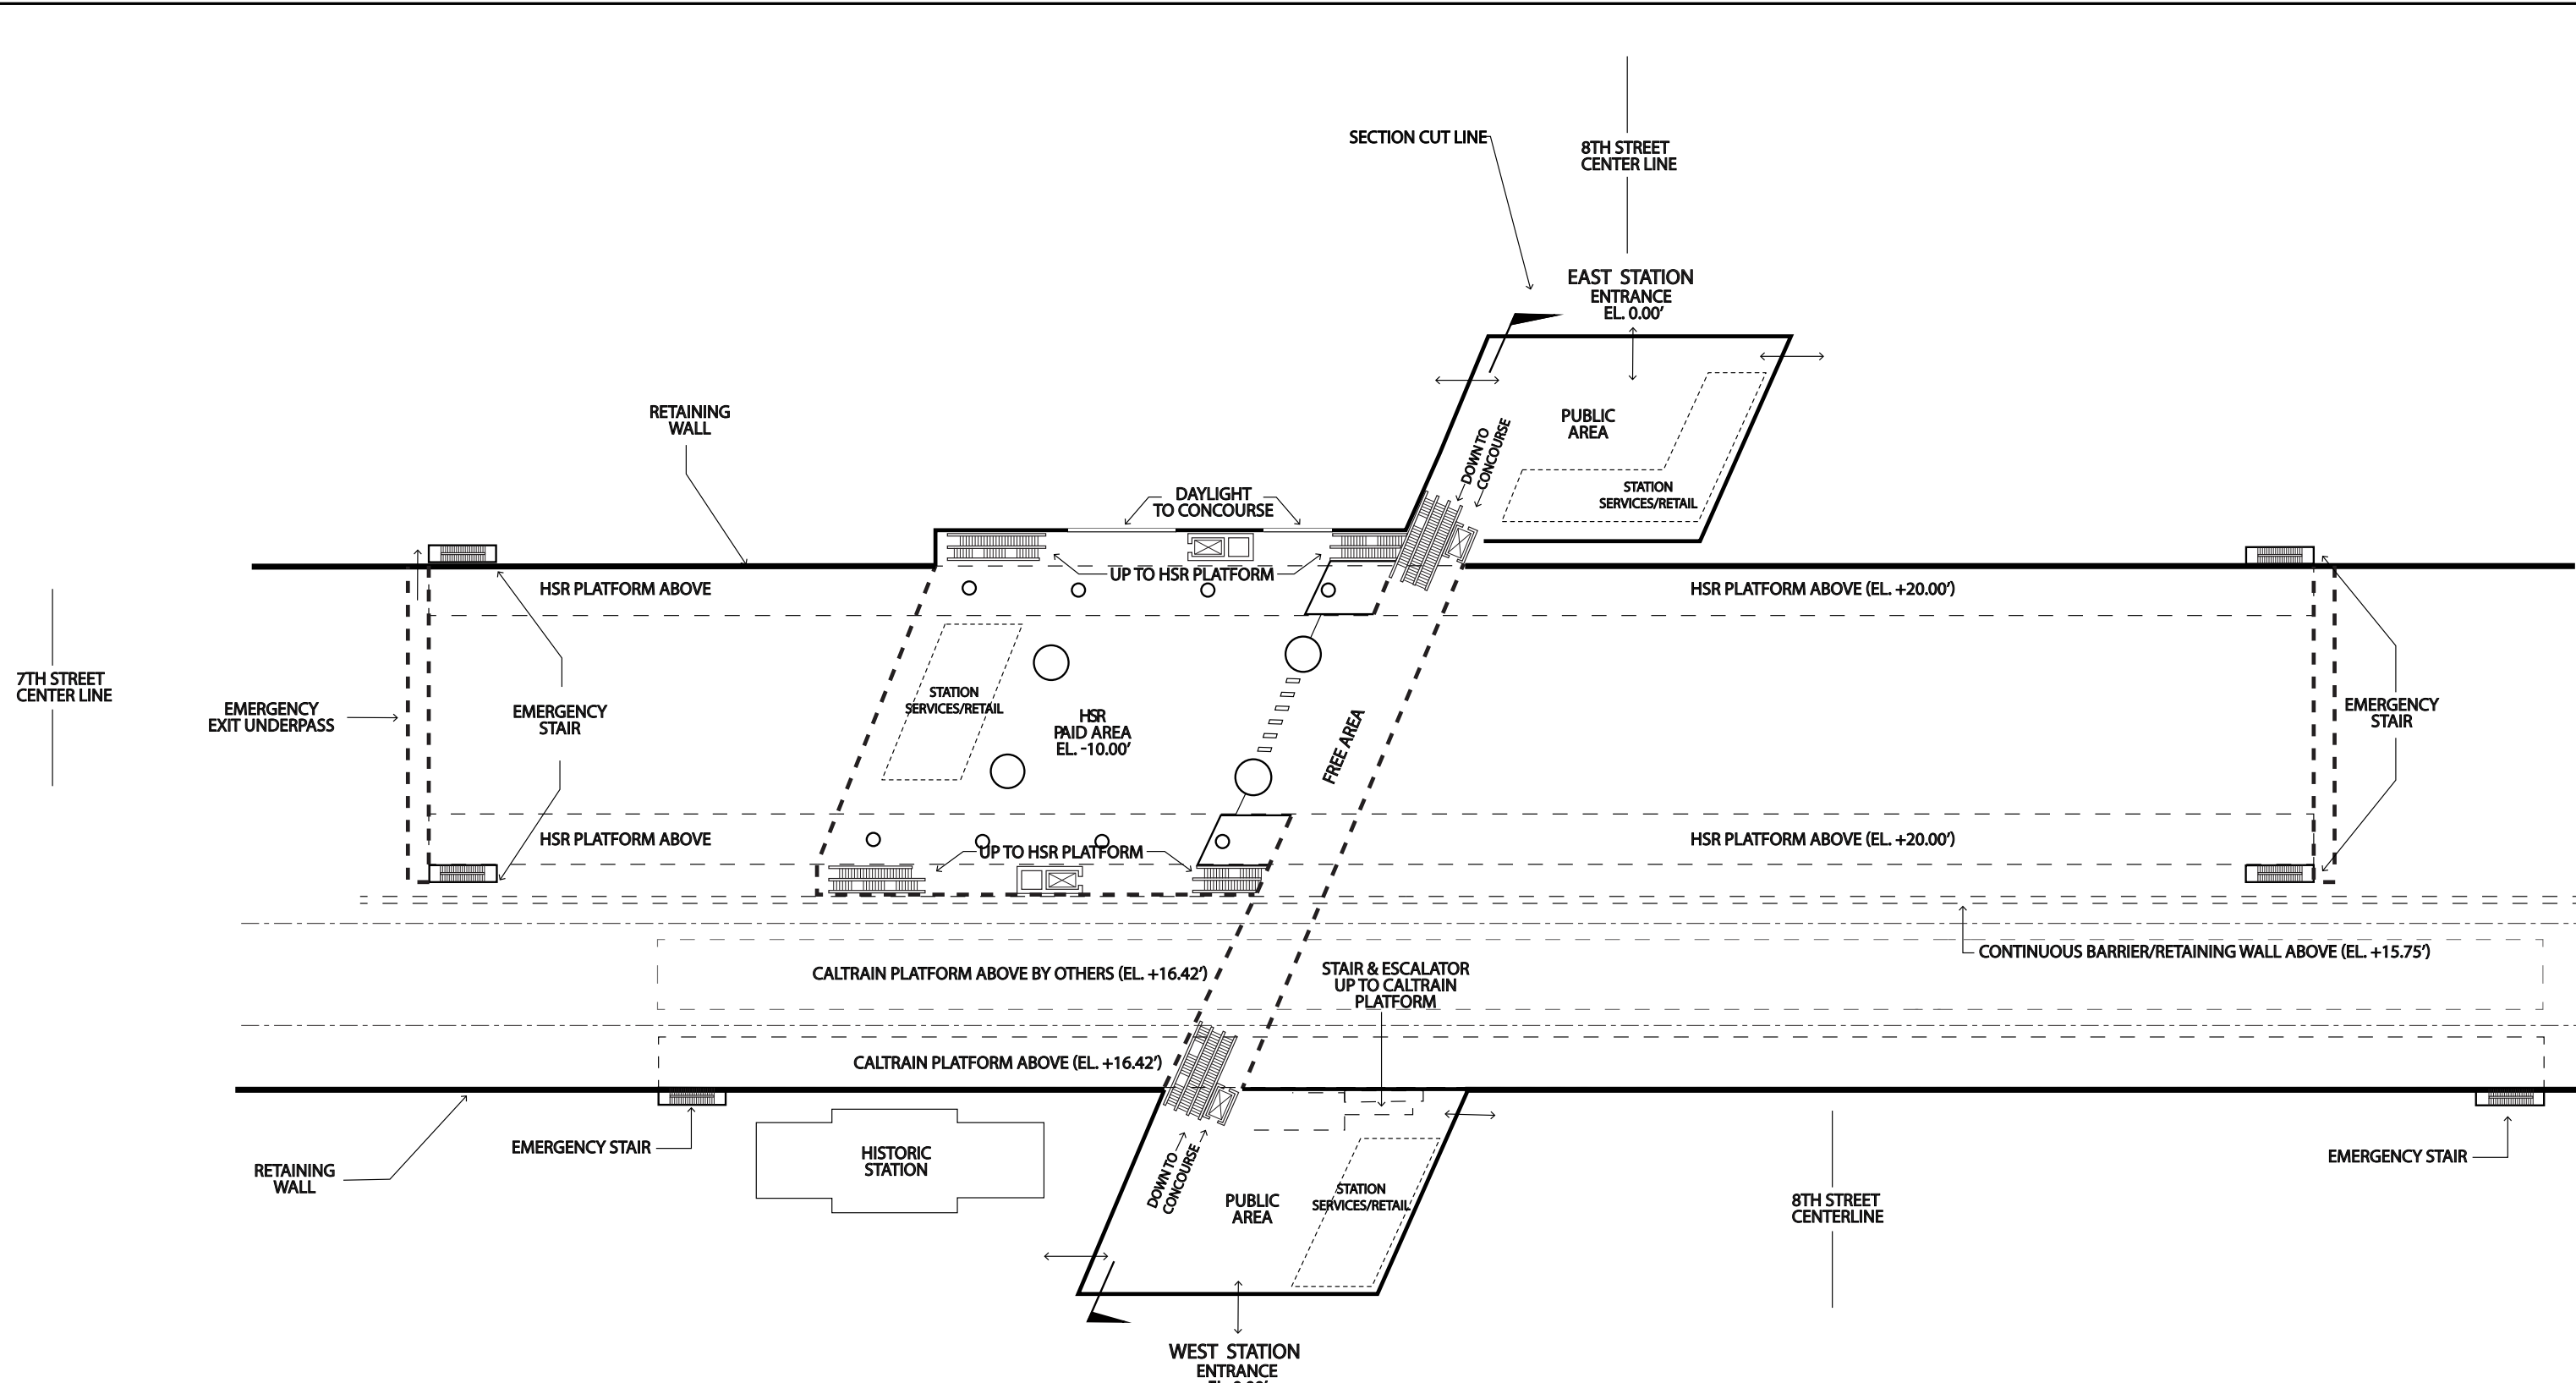 SECTION CUT LINE
8TH STREET
CENTER LINE
EAST STATION
ENTRANCE
EL. 0.00'
RETAINING
WALL
PUBLIC
AREA
DOWN TO
CONCOURSE
STATION
SERVICES/RETAIL
DAYLIGHT
TO CONCOURSE
UP TO HSR PLATFORM
HSR PLATFORM ABOVE
HSR PLATFORM ABOVE (EL. +20.00')
7TH STREET
CENTER LINE
EMERGENCY
EXIT UNDERPASS
EMERGENCY
STAIR
STATION
SERVICES/RETAIL
HSR
PAID AREA
EL. -10.00'
FREE AREA
EMERGENCY
STAIR
HSR PLATFORM ABOVE
UP TO HSR PLATFORM
HSR PLATFORM ABOVE (EL. +20.00')
CALTRAIN PLATFORM ABOVE BY OTHERS (EL. +16.42')
STAIR & ESCALATOR
UP TO CALTRAIN
PLATFORM
CONTINUOUS BARRIER/RETAINING WALL ABOVE (EL. +15.75')
CALTRAIN PLATFORM ABOVE (EL. +16.42')
RETAINING
WALL
EMERGENCY STAIR
HISTORIC
STATION
DOWN TO
CONCOURSE
PUBLIC
AREA
STATION
SERVICES/RETAIL
8TH STREET
CENTERLINE
EMERGENCY STAIR
WEST STATION
ENTRANCE